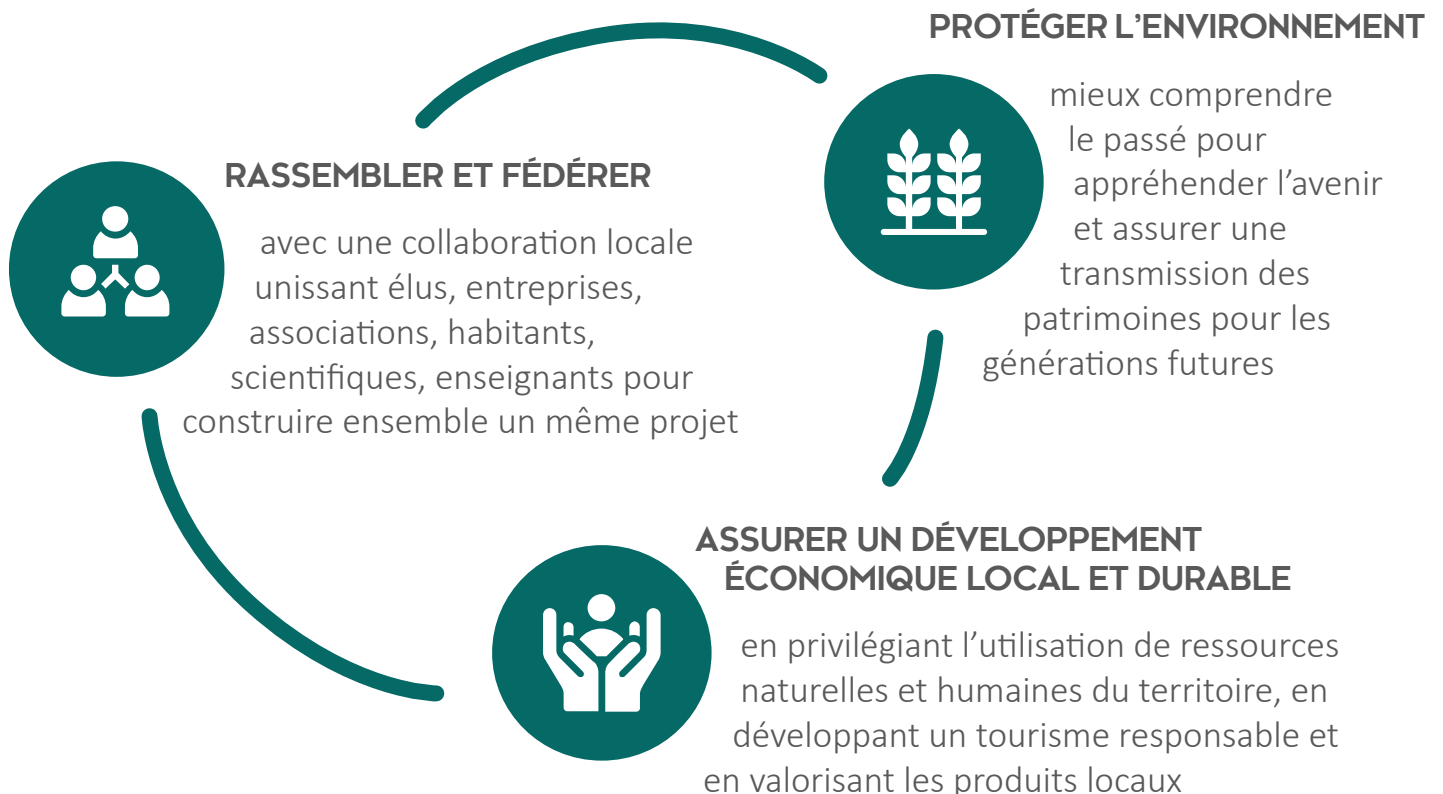 PROTÉGER L’ENVIRONNEMENT
mieux comprendre
le passé pour
appréhender l’avenir
et assurer une
transmission des
patrimoines pour les
générations futures
RASSEMBLER ET FÉDÉRER
avec une collaboration locale
unissant élus, entreprises,
associations, habitants,
scientifiques, enseignants pour
construire ensemble un même projet
ASSURER UN DÉVELOPPEMENT
ÉCONOMIQUE LOCAL ET DURABLE
en privilégiant l’utilisation de ressources
naturelles et humaines du territoire, en
développant un tourisme responsable et
en valorisant les produits locaux